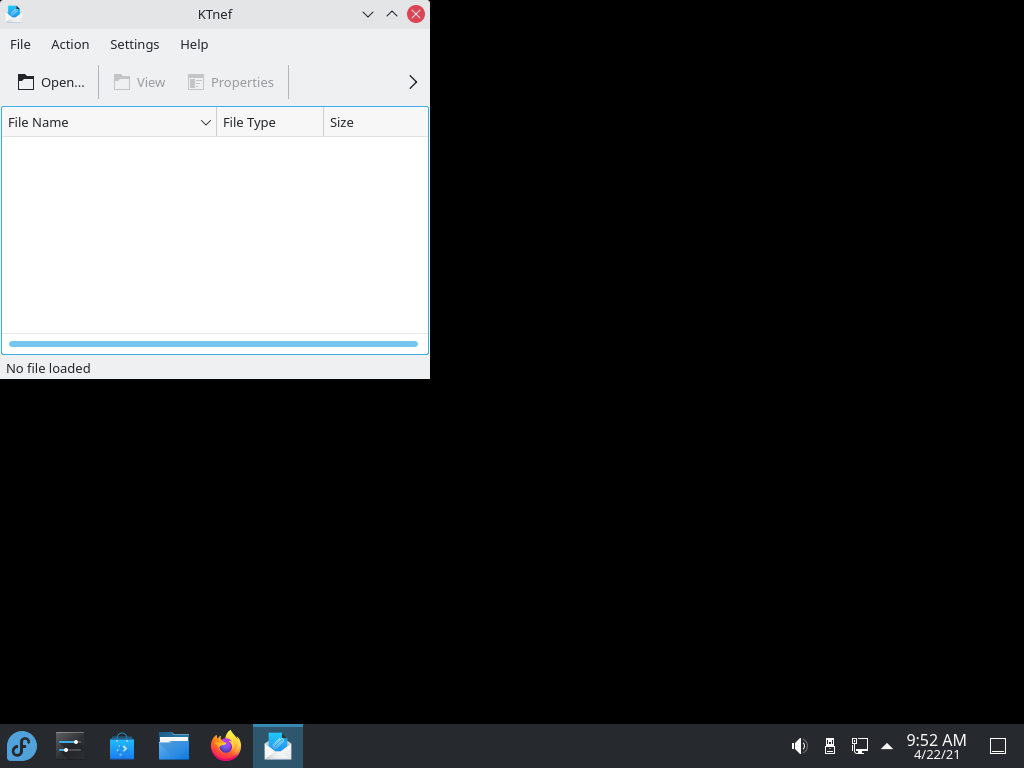 KTnef
File Action Settings Help
Open... View Properties
File Name File Type Size
No file loaded
9:52 AM
4/22/21